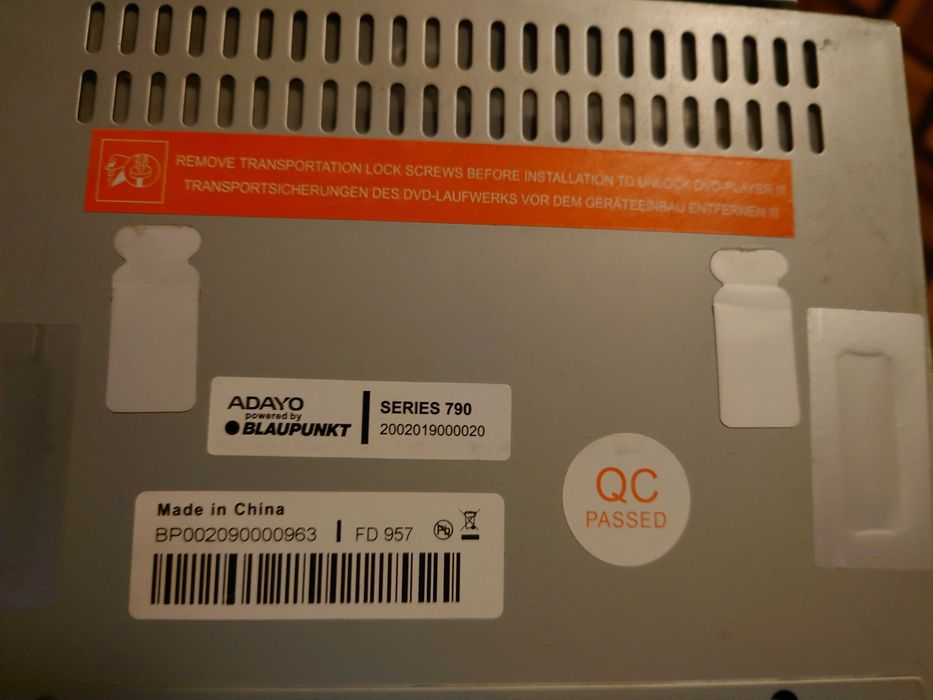 REMOVE TRANSPORTATION LOCK SCREWS BEFORE INSTALLATION TO UNLOCK DVD-PLAYER !!!
TRANSPORTSICHERUNGEN DES DVD-LAUFWERKS VOR DEM GERÄTEEINBAU ENTFERNEN !!!
ADAYO
powered by
BLAUPUNKT
SERIES 790
2002019000020
QC
PASSED
Made in China
BP002090000963 | FD 957
Pb